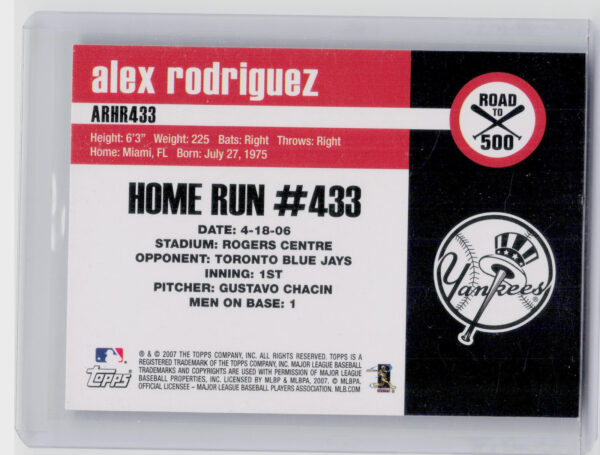 alex rodriguez
ARHR433
ROAD
TO
500
Height: 6'3" Weight: 225 Bats: Right Throws: Right
Home: Miami, FL Born: July 27, 1975
HOME RUN #433
DATE: 4-18-06
STADIUM: ROGERS CENTRE
OPPONENT: TORONTO BLUE JAYS
INNING: 1ST
PITCHER: GUSTAVO CHACIN
MEN ON BASE: 1
Yankees
Topps
® & © 2007 THE TOPPS COMPANY, INC. ALL RIGHTS RESERVED. TOPPS IS A
REGISTERED TRADEMARK OF THE TOPPS COMPANY, INC. MAJOR LEAGUE BASEBALL
TRADEMARKS AND COPYRIGHTS ARE USED WITH PERMISSION OF MAJOR LEAGUE
BASEBALL PROPERTIES, INC. LICENSED BY MLBP & MLBPA, 2007. © MLBPA.
OFFICIAL LICENSEE – MAJOR LEAGUE BASEBALL PLAYERS ASSOCIATION. MLB.COM